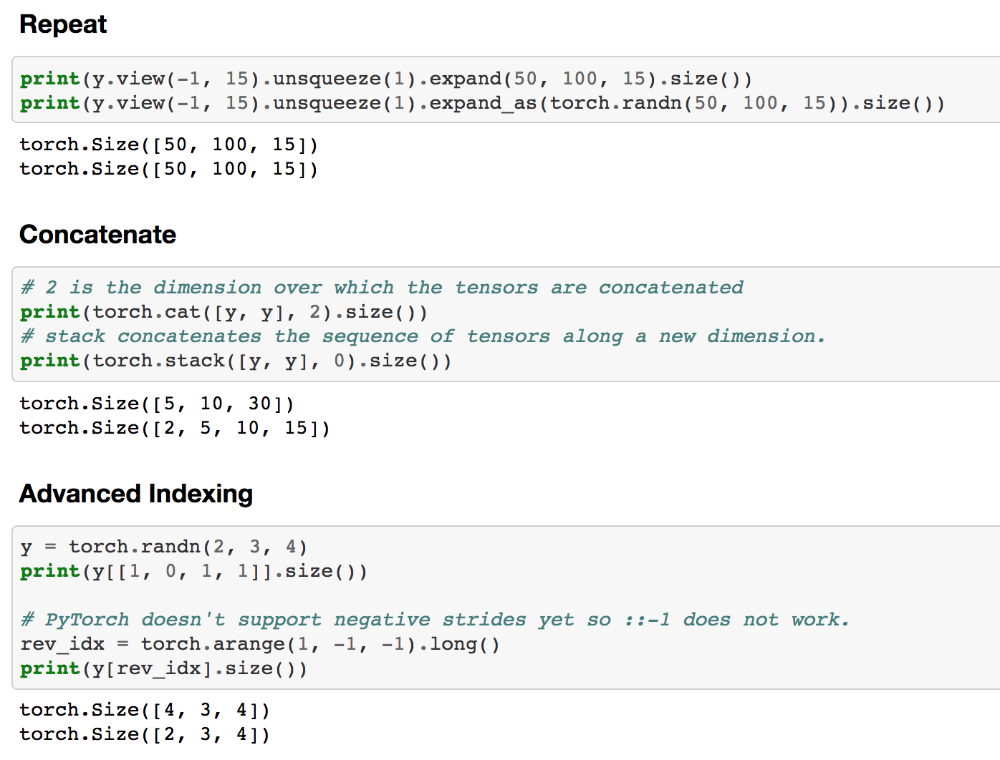 Repeat
print(y.view(-1, 15).unsqueeze(1).expand(50, 100, 15).size())
print(y.view(-1, 15).unsqueeze(1).expand_as(torch.randn(50, 100, 15)).size())
torch.Size([50, 100, 15])
torch.Size([50, 100, 15])
Concatenate
# 2 is the dimension over which the tensors are concatenated
print(torch.cat([y, y], 2).size())
# stack concatenates the sequence of tensors along a new dimension.
print(torch.stack([y, y], 0).size())
torch.Size([5, 10, 30])
torch.Size([2, 5, 10, 15])
Advanced Indexing
y = torch.randn(2, 3, 4)
print(y[[1, 0, 1, 1]].size())
# PyTorch doesn't support negative strides yet so ::-1 does not work.
rev_idx = torch.arange(1, -1, -1).long()
print(y[rev_idx].size())
torch.Size([4, 3, 4])
torch.Size([2, 3, 4])